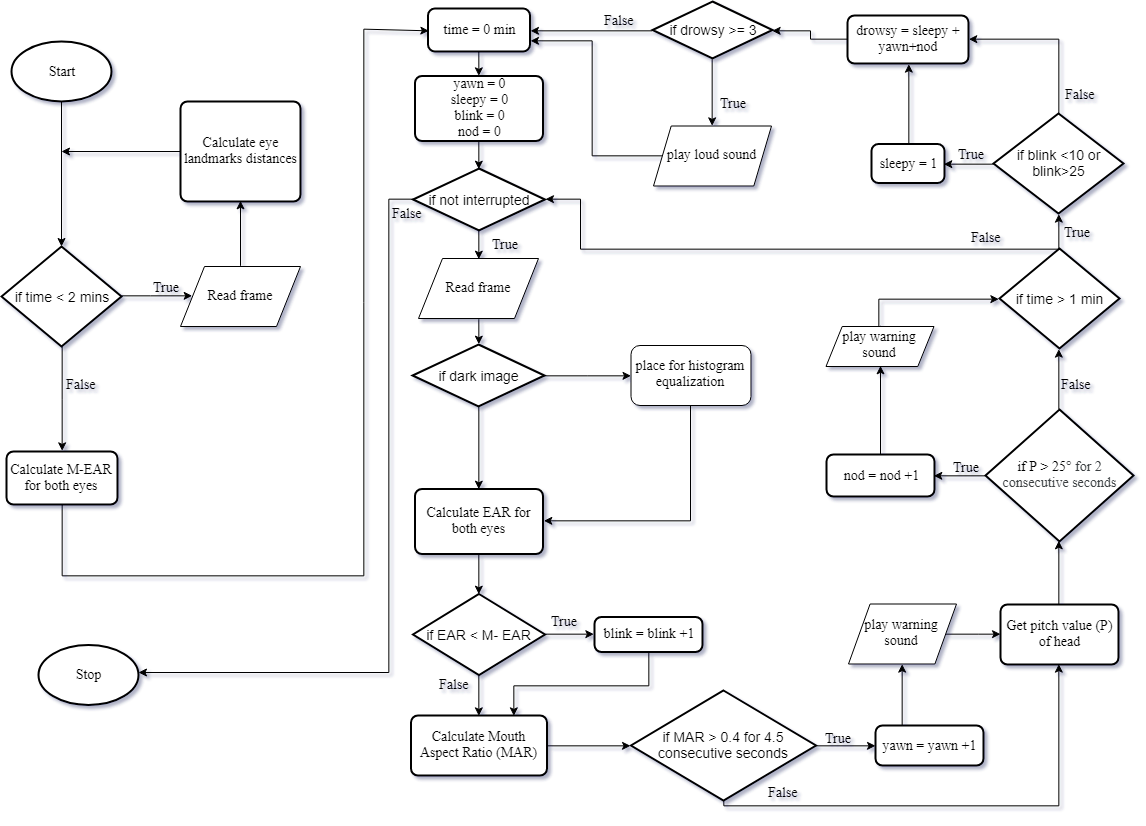 Start
Calculate eye
landmarks distances
if time < 2 mins
True
Read frame
False
Calculate M-EAR
for both eyes
Stop
time = 0 min
yawn = 0
sleepy = 0
blink = 0
nod = 0
if not interrupted
False
True
Read frame
if dark image
place for histogram
equalization
Calculate EAR for
both eyes
if EAR < M- EAR
True
blink = blink +1
False
Calculate Mouth
Aspect Ratio (MAR)
if MAR > 0.4 for 4.5
consecutive seconds
True
yawn = yawn +1
False
play warning
sound
Get pitch value (P)
of head
if P > 25° for 2
consecutive seconds
True
nod = nod +1
False
play warning
sound
if time > 1 min
False
True
if blink <10 or
blink>25
True
sleepy = 1
False
drowsy = sleepy +
yawn+nod
if drowsy >= 3
False
True
play loud sound